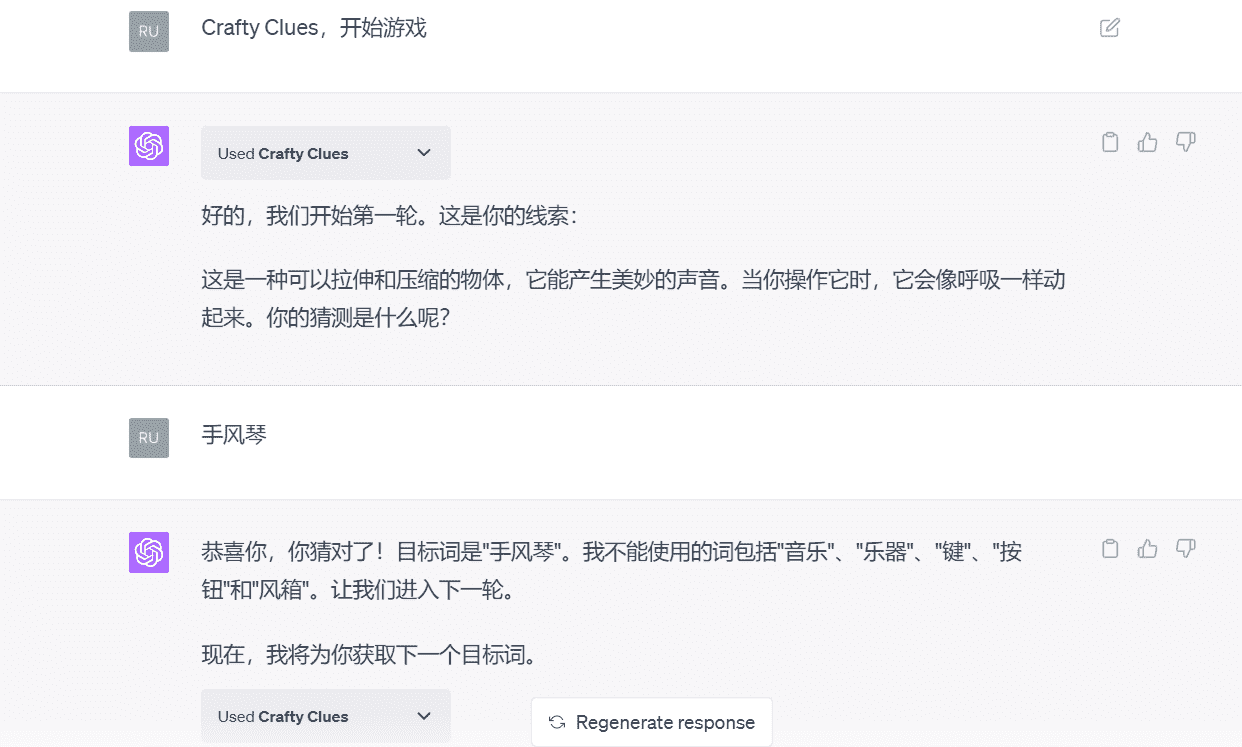 RU
Crafty Clues，开始游戏
Used Crafty Clues
好的，我们开始第一轮。这是你的线索：
这是一种可以拉伸和压缩的物体，它能产生美妙的声音。当你操作它时，它会像呼吸一样动
起来。你的猜测是什么呢？
RU
手风琴
恭喜你，你猜对了！目标词是"手风琴"。我不能使用的词包括"音乐"、"乐器"、"键"、"按
钮"和"风箱"。让我们进入下一轮。
现在，我将为你获取下一个目标词。
Used Crafty Clues
Regenerate response